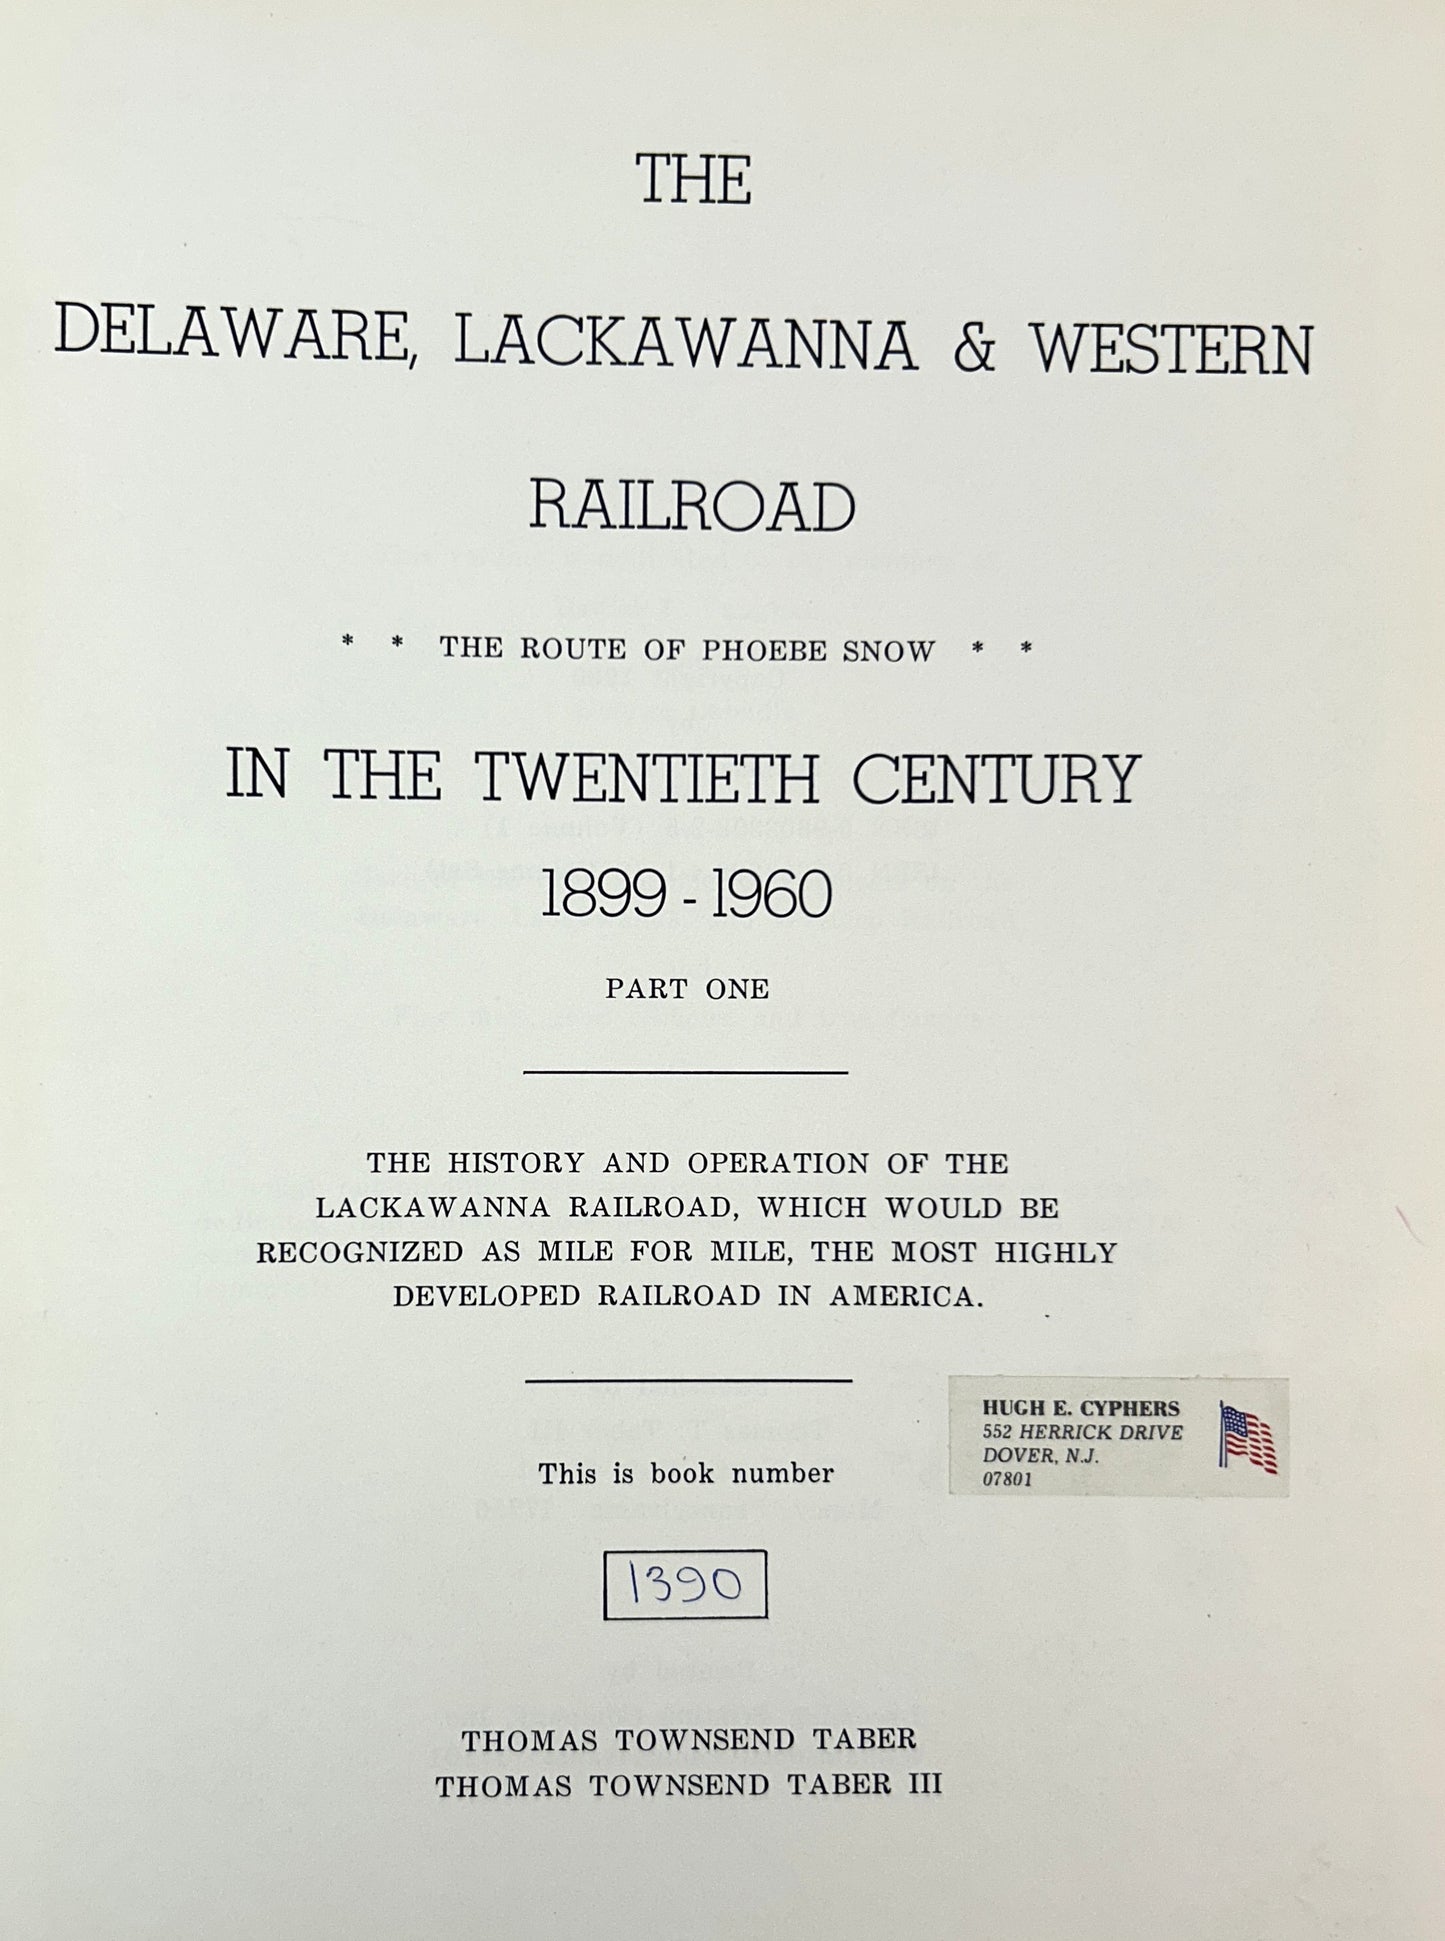 THE
DELAWARE, LACKAWANNA & WESTERN
RAILROAD
* * THE ROUTE OF PHOEBE SNOW * *
IN THE TWENTIETH CENTURY
1899 - 1960
PART ONE
THE HISTORY AND OPERATION OF THE
LACKAWANNA RAILROAD, WHICH WOULD BE
RECOGNIZED AS MILE FOR MILE, THE MOST HIGHLY
DEVELOPED RAILROAD IN AMERICA.
HUGH E. CYPHERS
552 HERRICK DRIVE
DOVER, N.J.
07801
This is book number
1390
THOMAS TOWNSEND TABER
THOMAS TOWNSEND TABER III